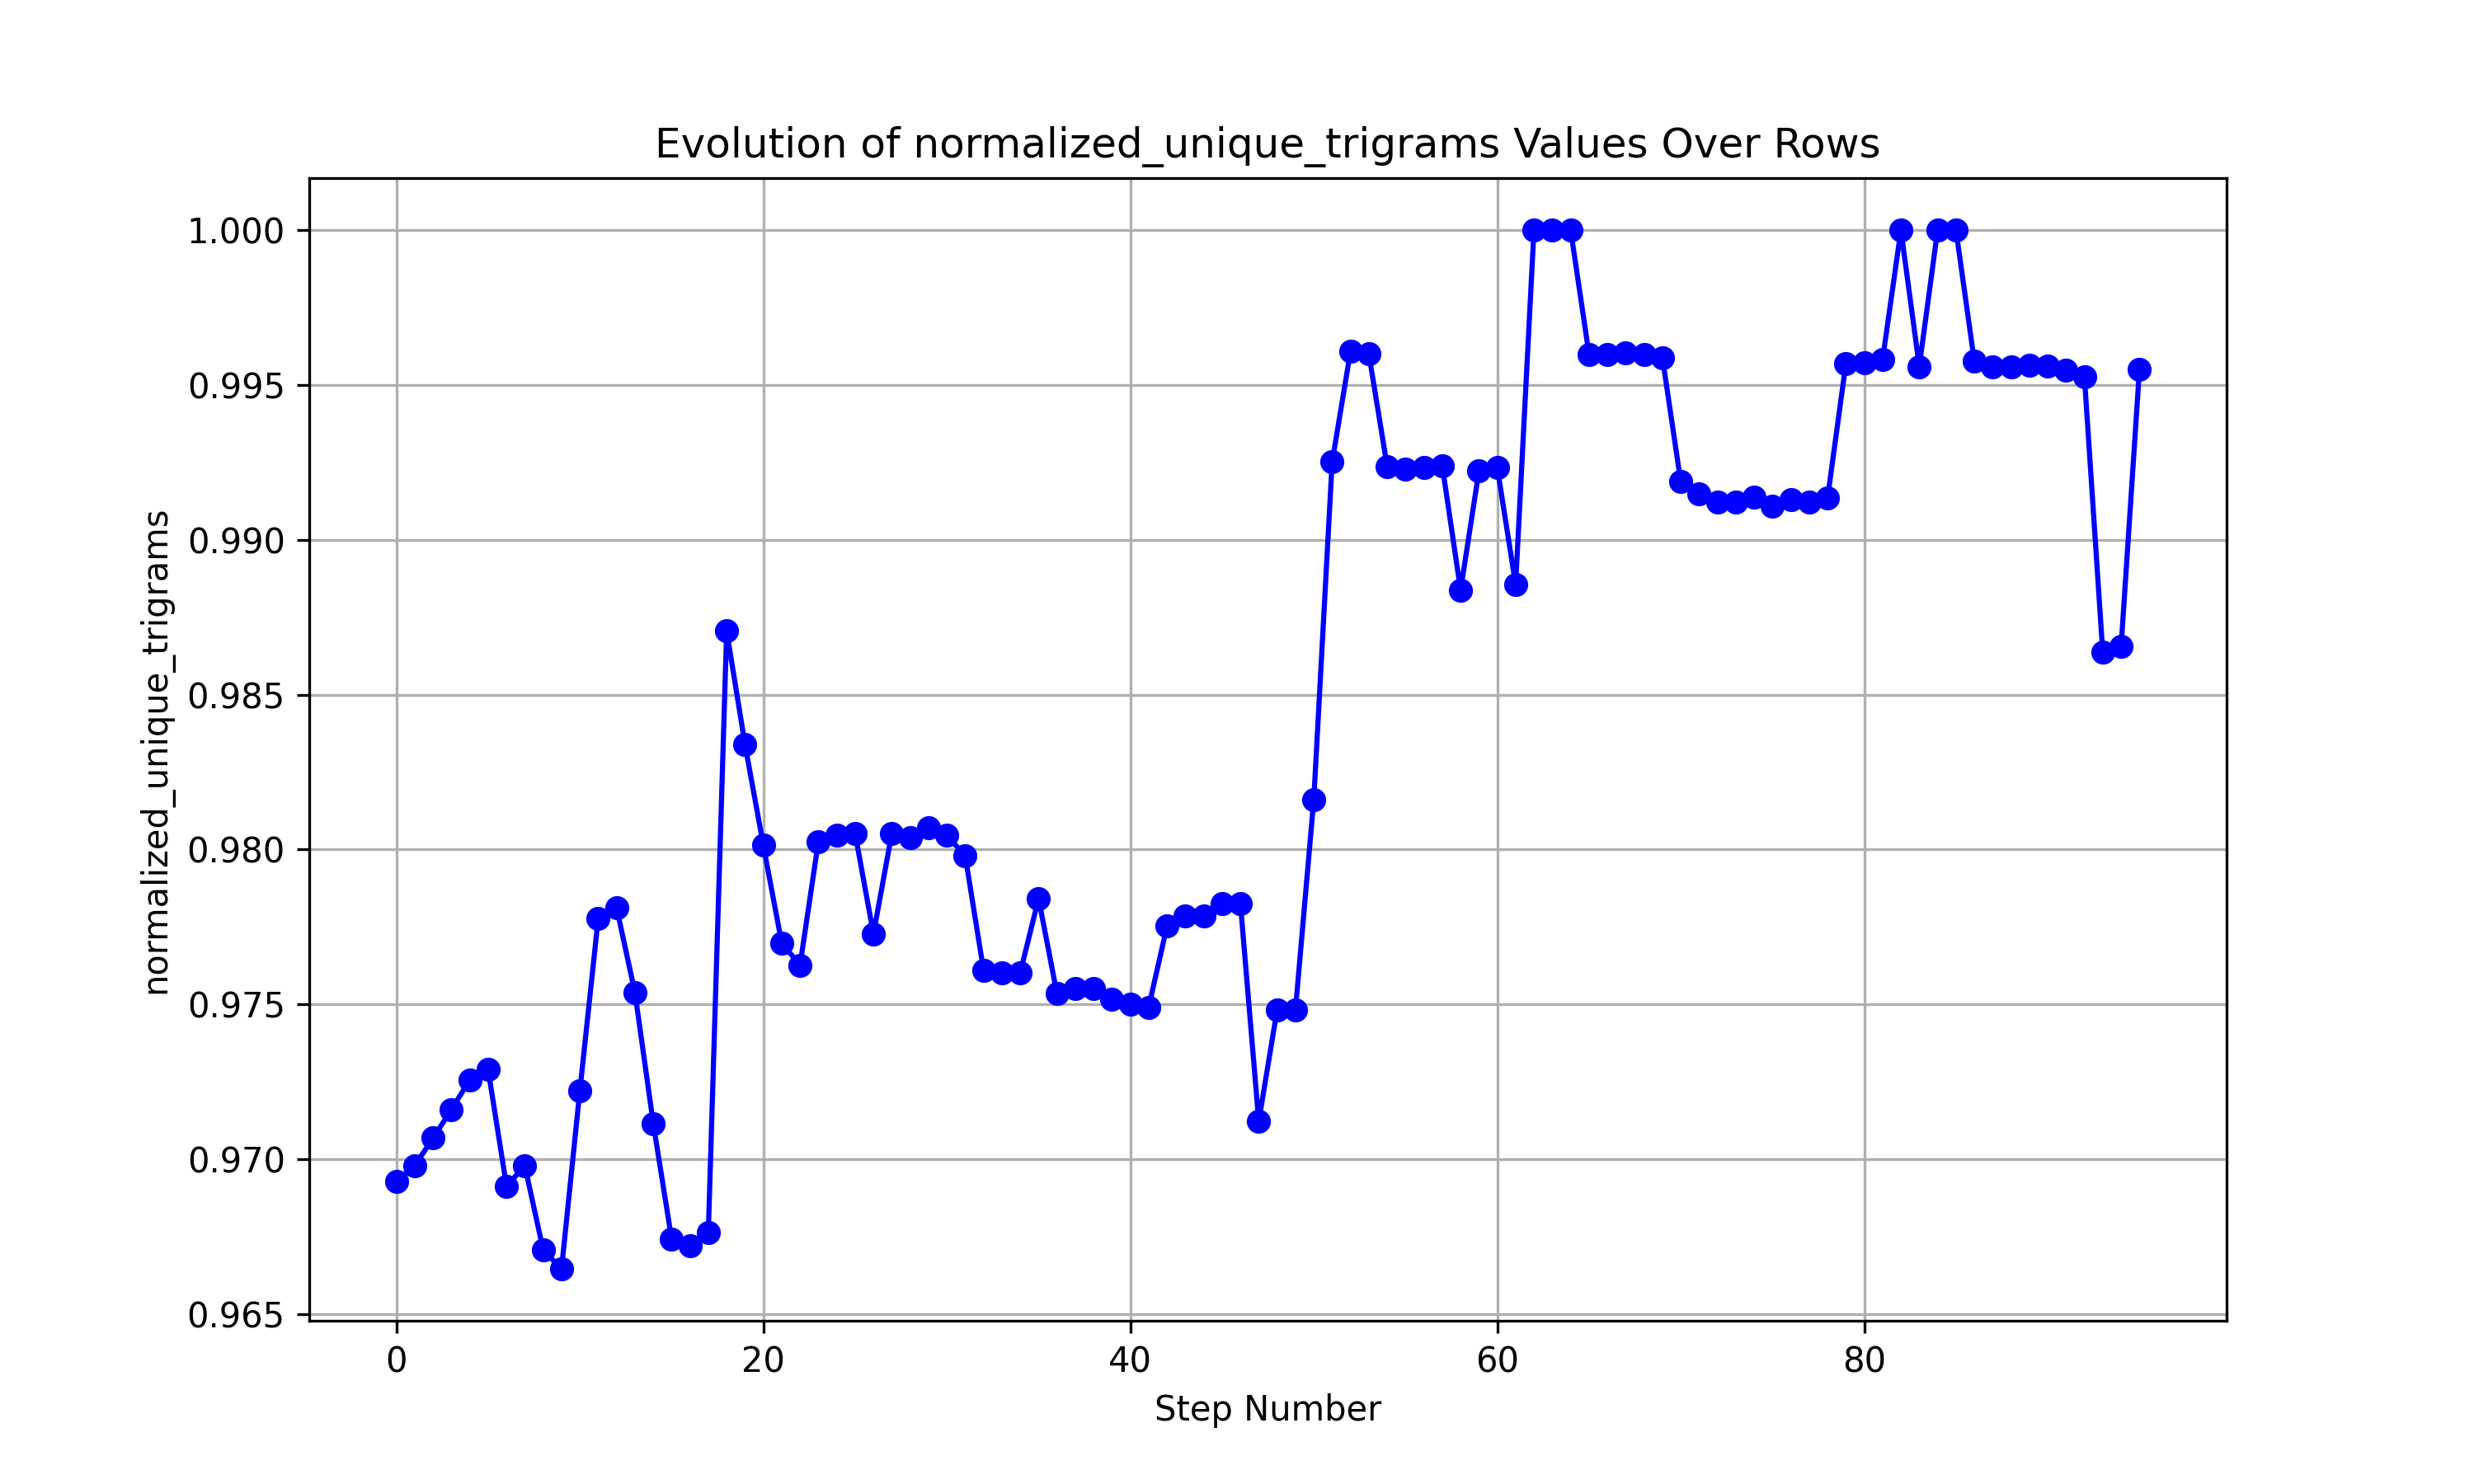 Evolution of normalized_unique_trigrams Values Over Rows
1.000
0.995
0.990
0.985
0.980
0.975
0.970
0.965
normalized_unique_trigrams
0 20 40 60 80
Step Number